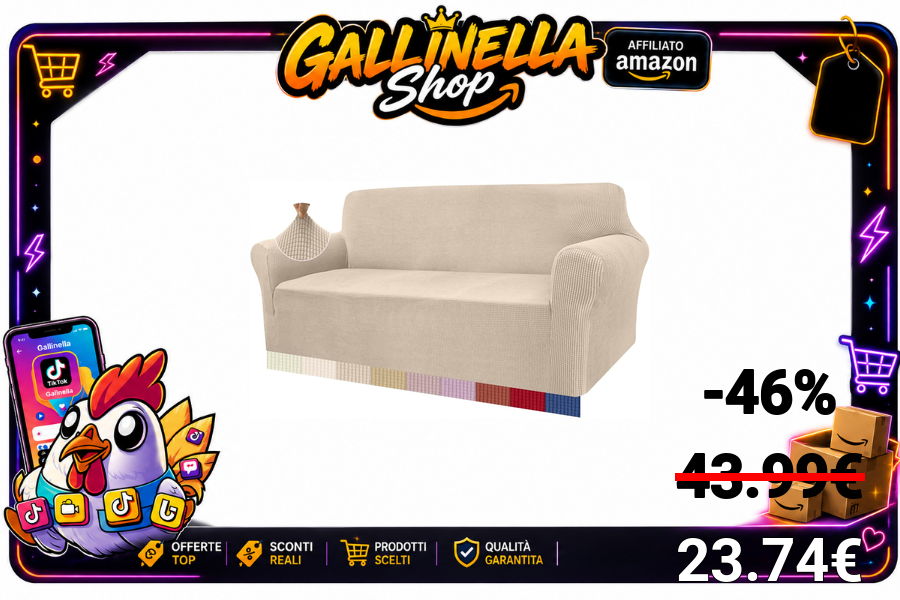 GALLINELLA
Shop
AFFILIATO
amazon
Gallinella
TikTok
Gallinella
-46%
43.99€
23.74€
OFFERTE
TOP
SCONTI
REALI
PRODOTTI
SCELTI
QUALITÀ
GARANTITA